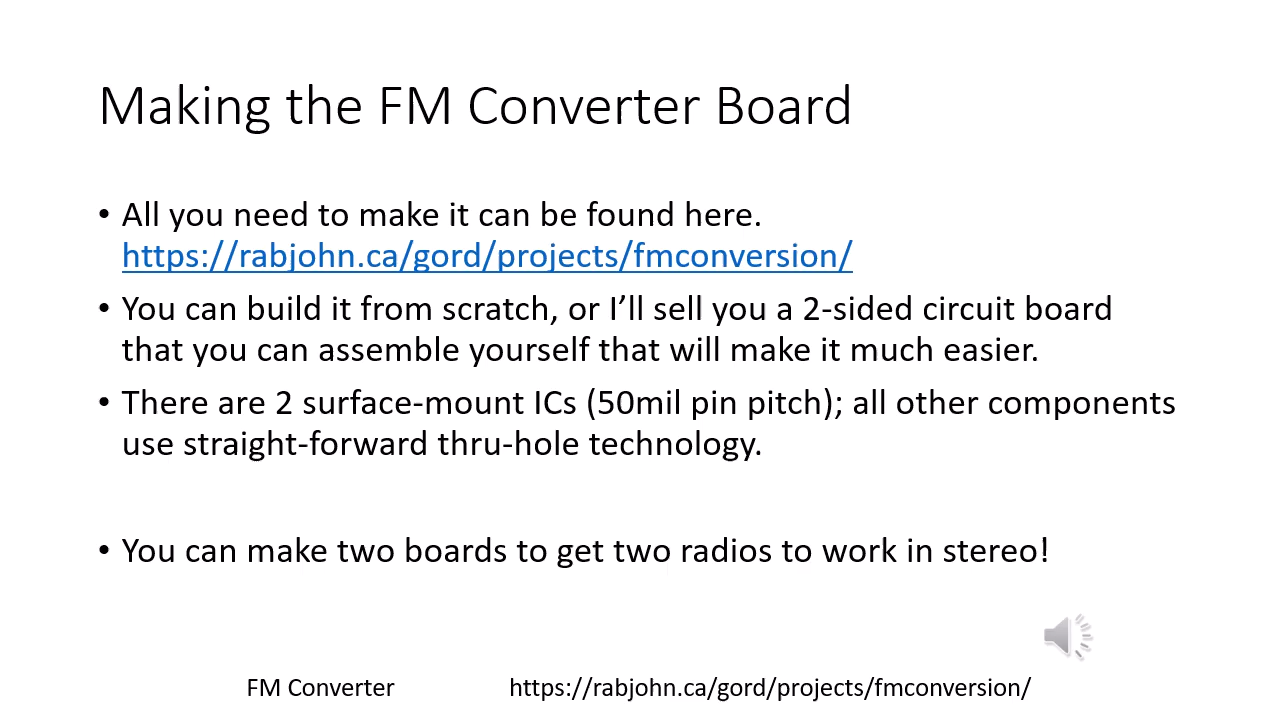 Making the FM Converter Board
• All you need to make it can be found here.
https://rabjohn.ca/gord/projects/fmconversion/
• You can build it from scratch, or I’ll sell you a 2-sided circuit board
that you can assemble yourself that will make it much easier.
• There are 2 surface-mount ICs (50mil pin pitch); all other components
use straight-forward thru-hole technology.
• You can make two boards to get two radios to work in stereo!
FM Converter
https://rabjohn.ca/gord/projects/fmconversion/